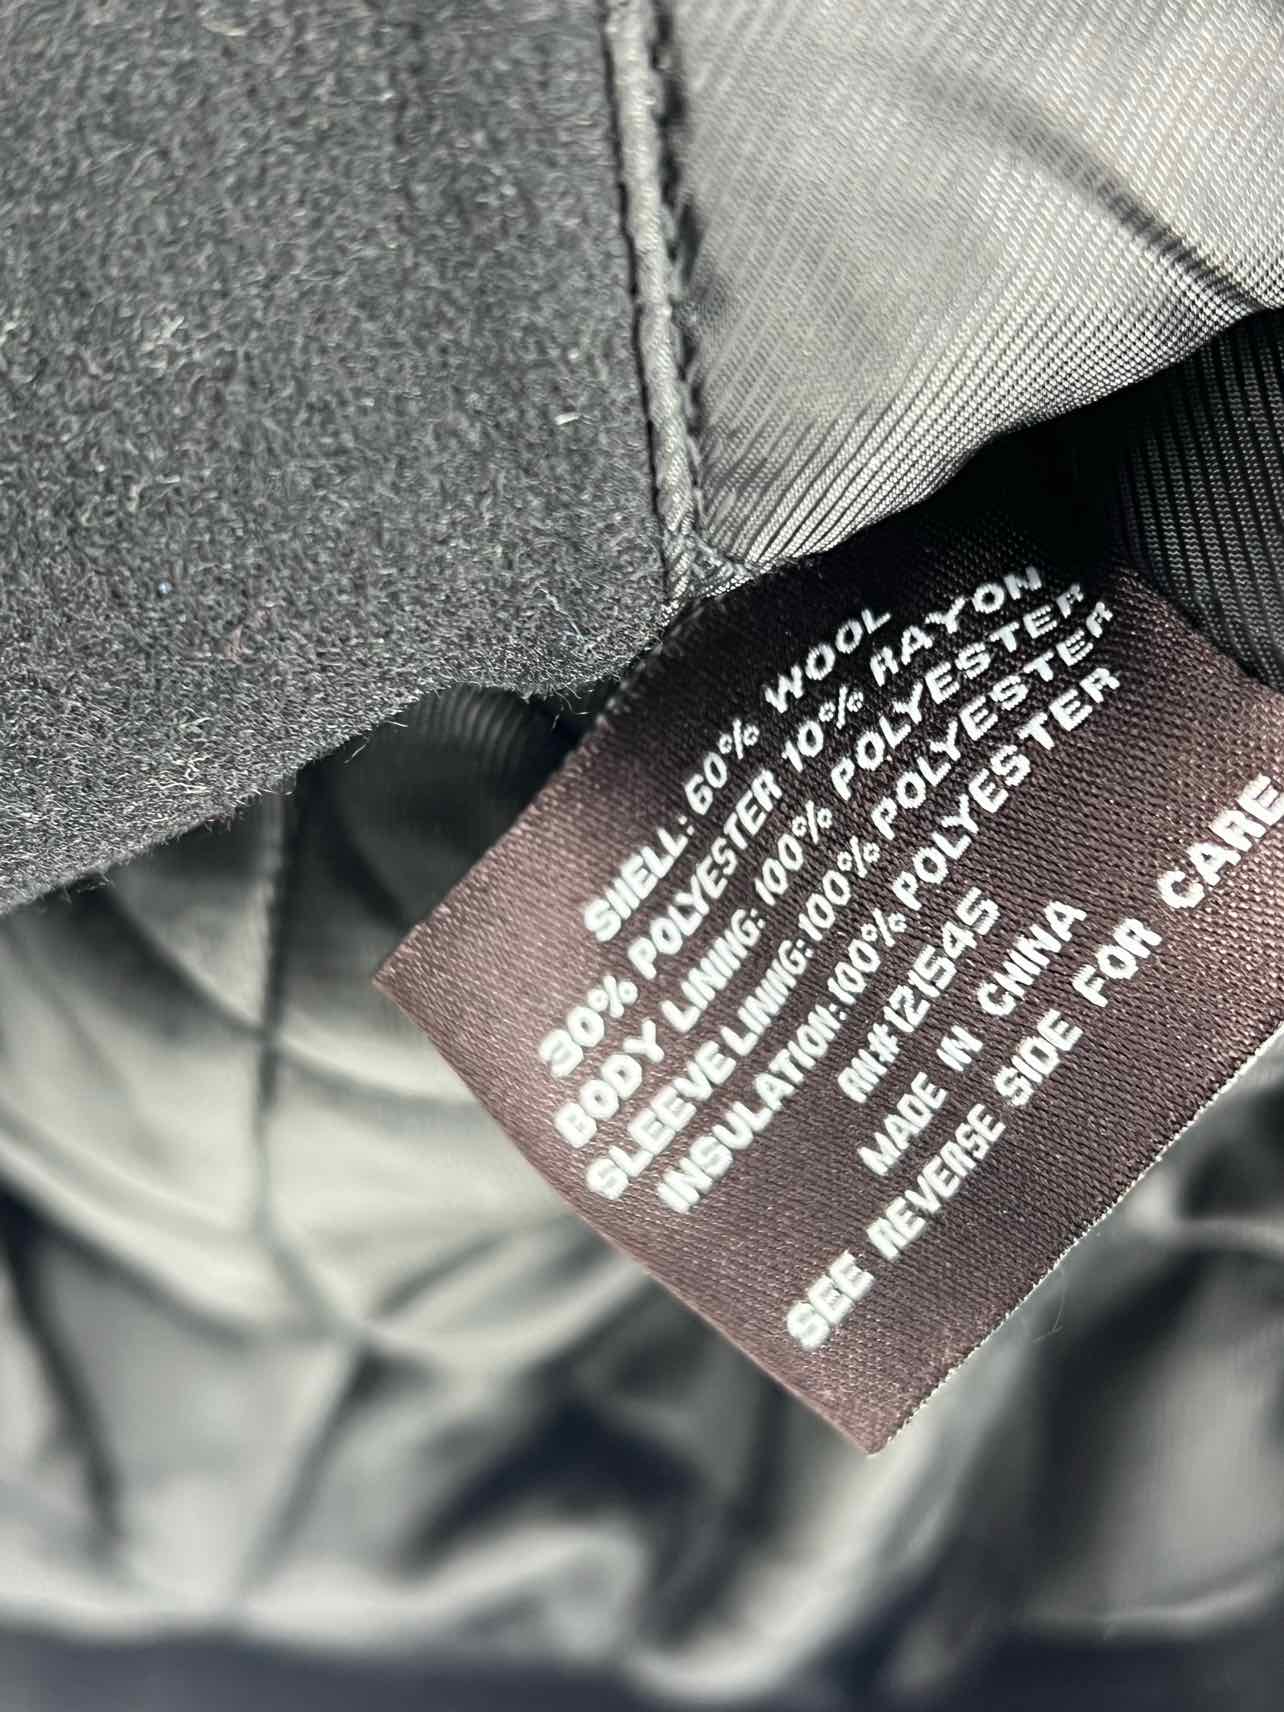 SHELL: 60% WOOL
30% POLYESTER 10% RAYON
BODY LINING: 100% POLYESTER
SLEEVE LINING: 100% POLYESTER
INSULATION: 100% POLYESTER
RN#121545
MADE IN CHINA
SEE REVERSE SIDE FOR CARE